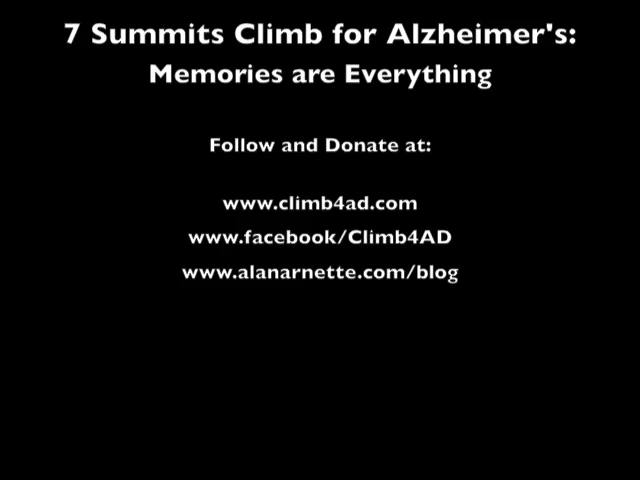 7 Summits Climb for Alzheimer's:
Memories are Everything
Follow and Donate at:
www.climb4ad.com
www.facebook/Climb4AD
www.alanarnette.com/blog